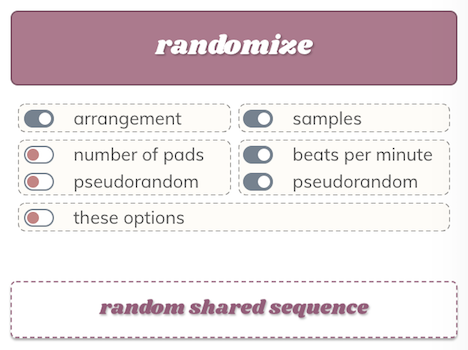 randomize
arrangement
samples
number of pads
beats per minute
pseudorandom
pseudorandom
these options
random shared sequence